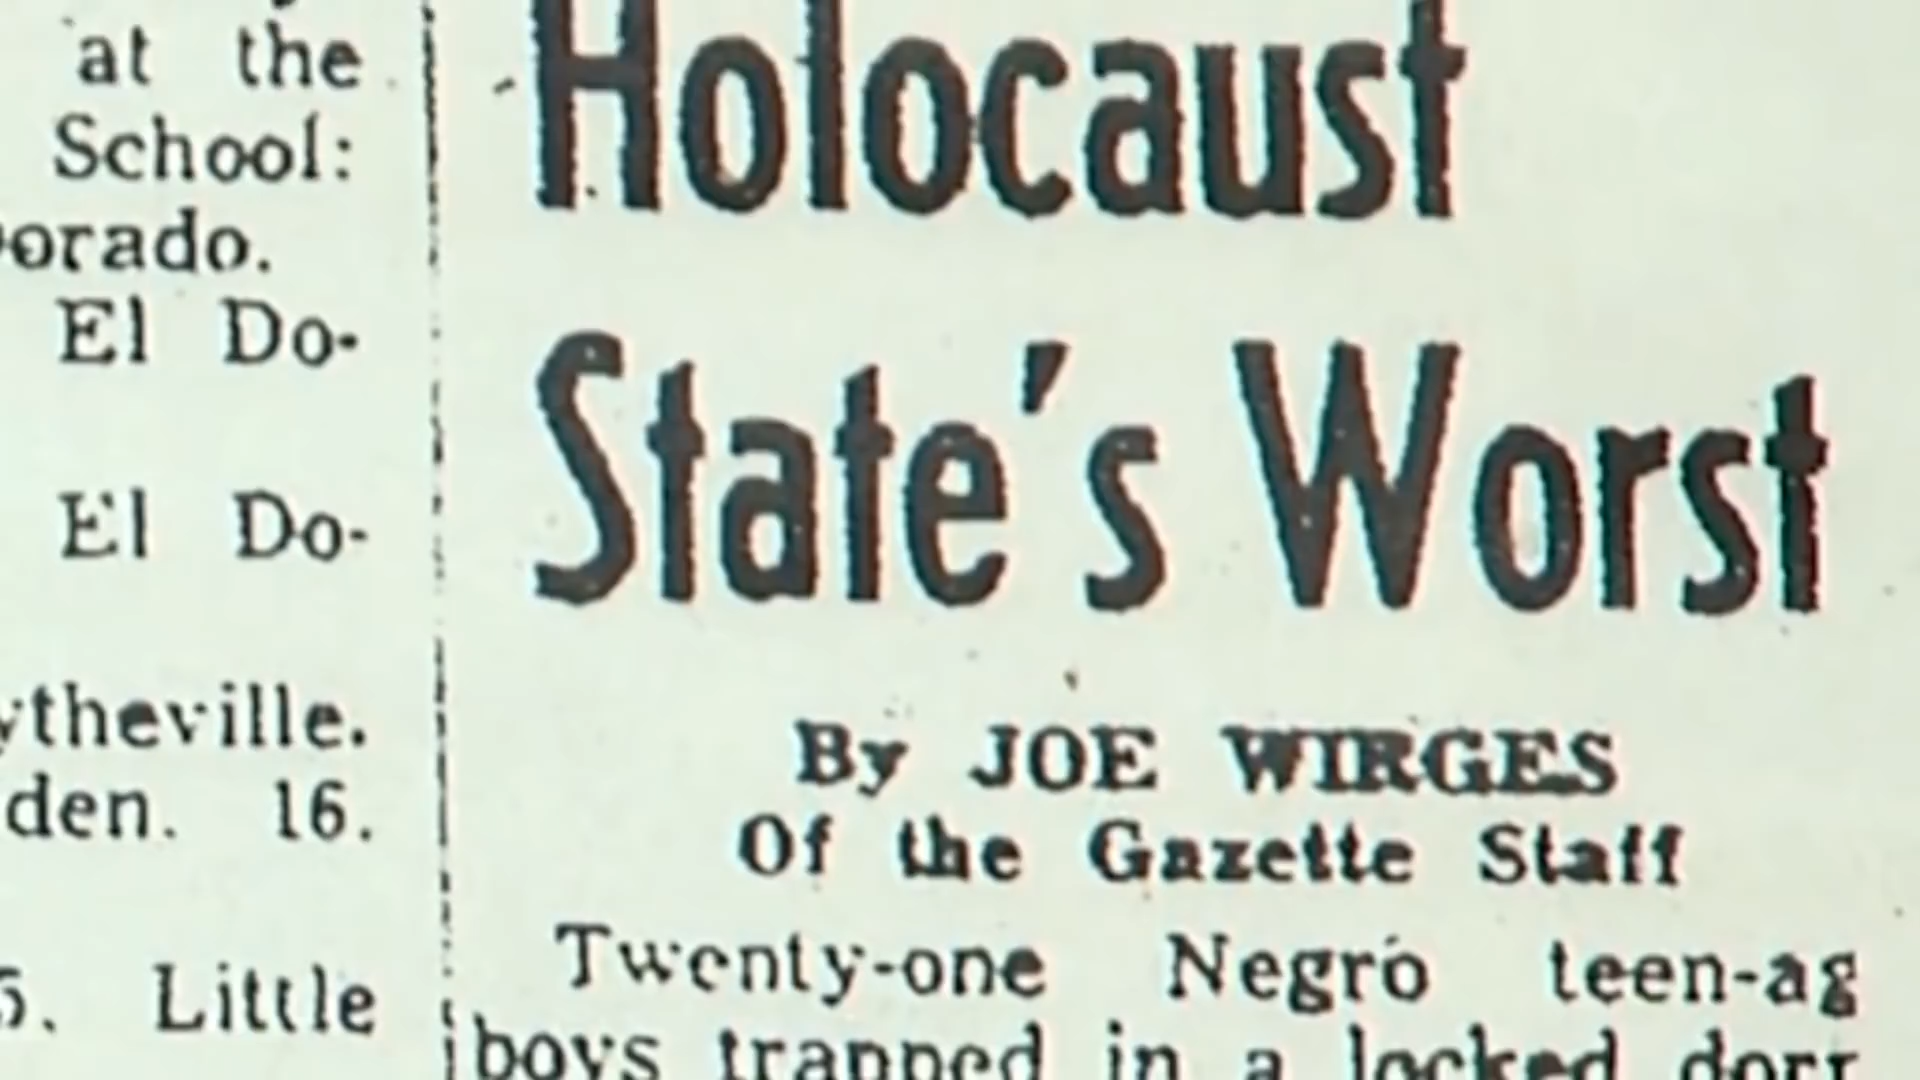 at the
School:
orado.
El Do-
El Do-
ytheville.
den. 16.
5. Little
Holocaust
State's Worst
By JOE WIRGES
Of the Gazette Staff
Twenty-one Negro teen-ag
boys trapped in a locked